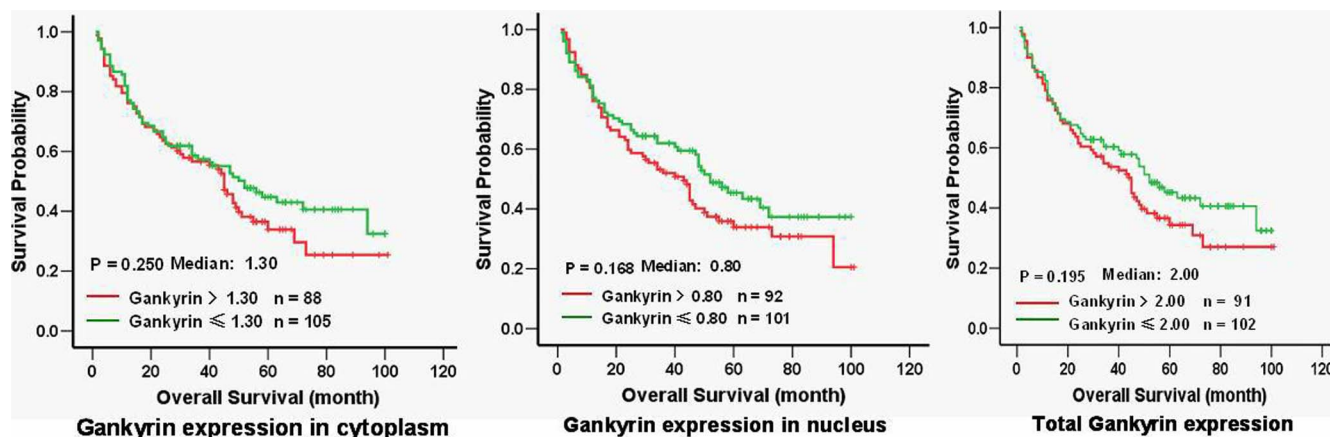 Survival Probability
1.0
0.8
0.6
0.4
0.2
0.0
P = 0.250 Median: 1.30
Gankyrin > 1.30 n = 88
Gankyrin ⩽ 1.30 n = 105
0 20 40 60 80 100 120
Overall Survival (month)
Gankyrin expression in cytoplasm
Survival Probability
1.0
0.8
0.6
0.4
0.2
0.0
P = 0.168 Median: 0.80
Gankyrin > 0.80 n = 92
Gankyrin ⩽ 0.80 n = 101
0 20 40 60 80 100 120
Overall Survival (month)
Gankyrin expression in nucleus
Survival Probability
1.0
0.8
0.6
0.4
0.2
0.0
P = 0.195 Median: 2.00
Gankyrin > 2.00 n = 91
Gankyrin ⩽ 2.00 n = 102
0 20 40 60 80 100 120
Overall Survival (month)
Total Gankyrin expression